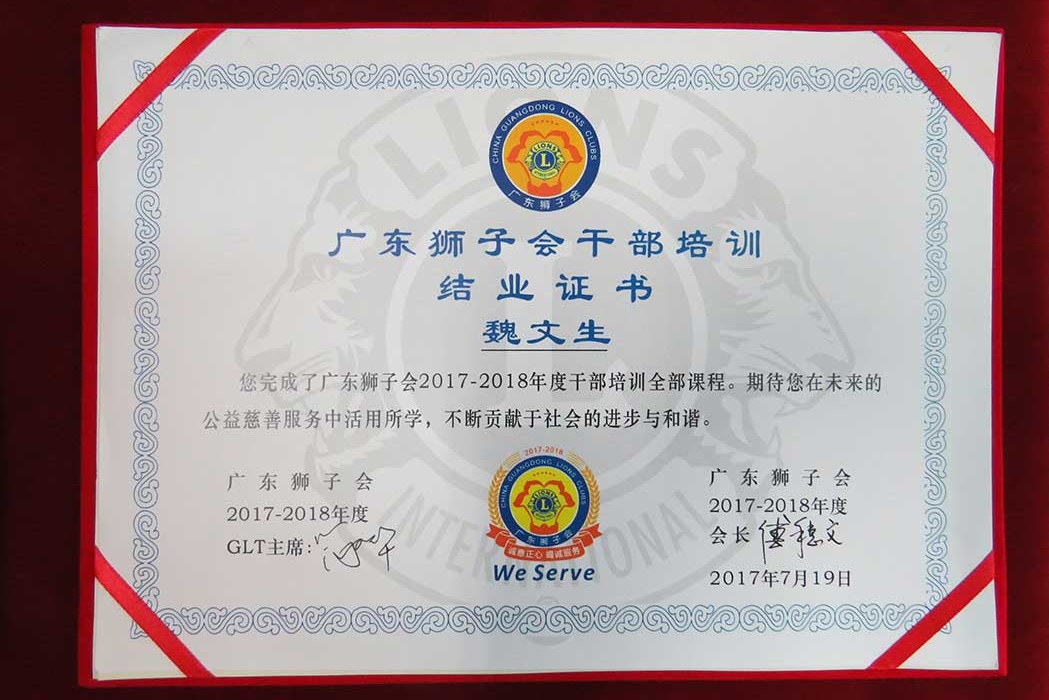 CHINA GUANGDONG LIONS CLUBS
LIONS
L
广东狮子会
LIONS
L
INTERNATIONAL
广东狮子会干部培训
结业证书
魏文生
您完成了广东狮子会2017-2018年度干部培训全部课程。期待您在未来的
公益慈善服务中活用所学，不断贡献于社会的进步与和谐。
广东狮子会
2017-2018年度
GLT主席:
2017-2018
CHINA GUANGDONG LIONS CLUBS
LIONS
L
广东狮子会
诚意正心 竭诚服务
We Serve
广东狮子会
2017-2018年度
会长
2017年7月19日